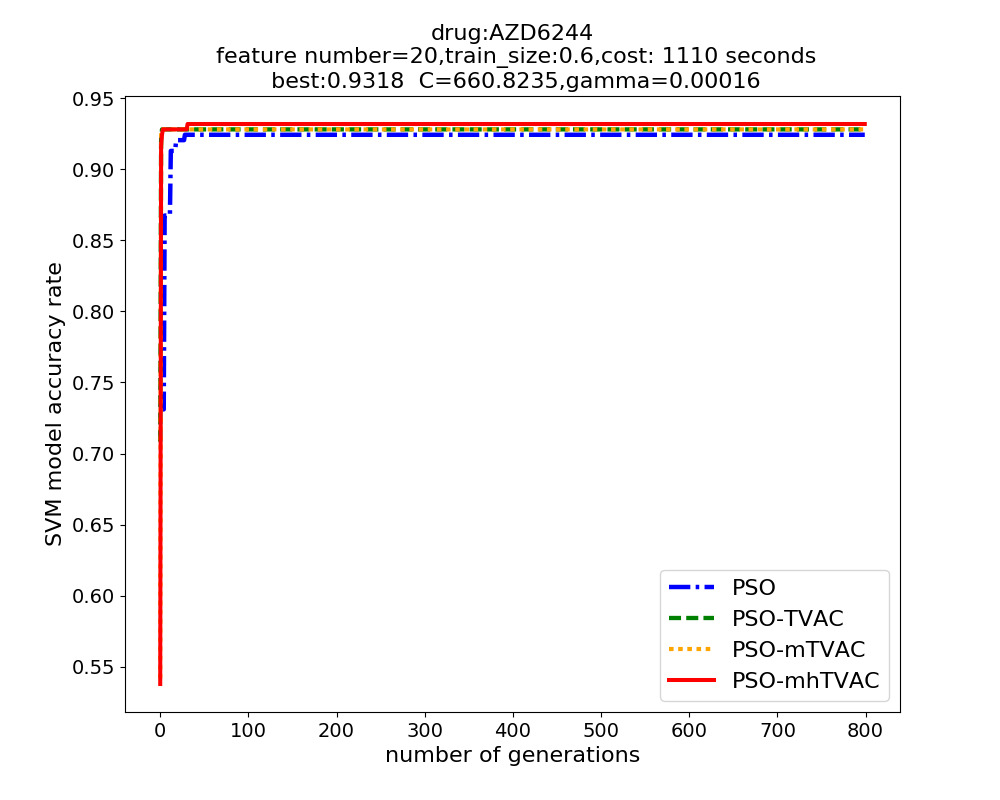 drug:AZD6244
feature number=20,train_size:0.6,cost: 1110 seconds
best:0.9318  C=660.8235,gamma=0.00016
SVM model accuracy rate
0.95
0.90
0.85
0.80
0.75
0.70
0.65
0.60
0.55
PSO
PSO-TVAC
PSO-mTVAC
PSO-mhTVAC
0 100 200 300 400 500 600 700 800
number of generations